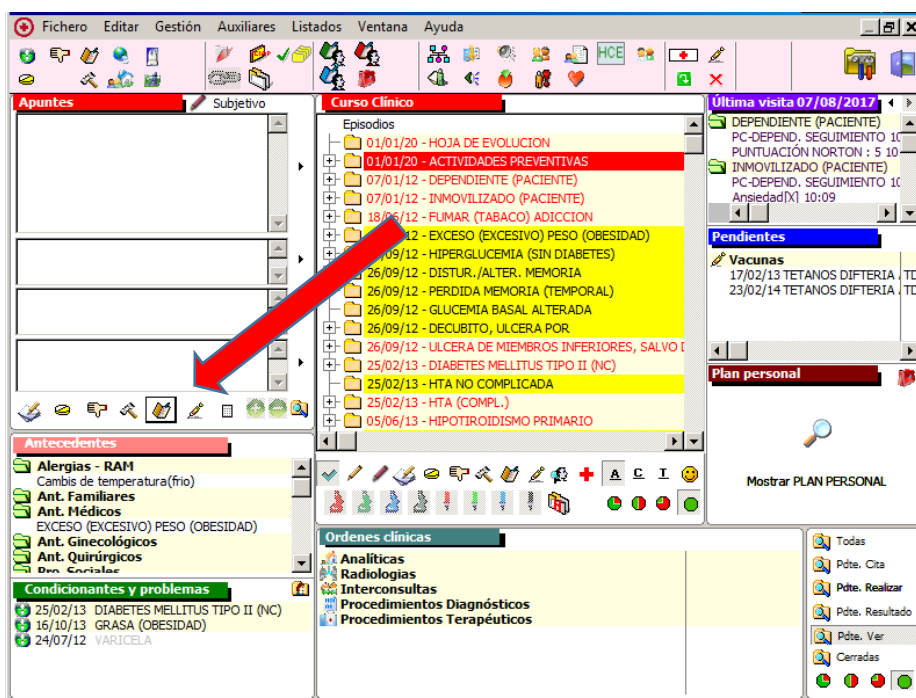 Fichero Editar Gestión Auxiliares Listados Ventana Ayuda
HCE
Apuntes
Subjetivo
Curso Clínico
Episodios
01/01/20 - HOJA DE EVOLUCION
01/01/20 - ACTIVIDADES PREVENTIVAS
07/01/12 - DEPENDIENTE (PACIENTE)
07/01/12 - INMOVILIZADO (PACIENTE)
18/06/12 - FUMAR (TABACO) ADICCION
12 - EXCESO (EXCESIVO) PESO (OBESIDAD)
/09/12 - HIPERGLUCEMIA (SIN DIABETES)
26/09/12 - DISTUR./ALTER. MEMORIA
26/09/12 - PERDIDA MEMORIA (TEMPORAL)
26/09/12 - GLUCEMIA BASAL ALTERADA
26/09/12 - DECUBITO, ULCERA POR
26/09/12 - ULCERA DE MIEMBROS INFERIORES, SALVO
25/02/13 - DIABETES MELLITUS TIPO II (NC)
25/02/13 - HTA NO COMPLICADA
25/02/13 - HTA (COMPL.)
05/06/13 - HIPOTIROIDISMO PRIMARIO
A C I
Última visita 07/08/2017
DEPENDIENTE (PACIENTE)
PC-DEPEND. SEGUIMIENTO 10
PUNTUACIÓN NORTON : 5 10
INMOVILIZADO (PACIENTE)
PC-DEPEND. SEGUIMIENTO 10
Ansiedad[X] 10:09
Pendientes
Vacunas
17/02/13 TETANOS DIFTERIA , TD
23/02/14 TETANOS DIFTERIA , TD
Plan personal
Mostrar PLAN PERSONAL
Antecedentes
Alergias - RAM
Cambis de temperatura(frio)
Ant. Familiares
Ant. Médicos
EXCESO (EXCESIVO) PESO (OBESIDAD)
Ant. Ginecológicos
Ant. Quirúrgicos
Pro. Sociales
Condicionantes y problemas
25/02/13 DIABETES MELLITUS TIPO II (NC)
16/10/13 GRASA (OBESIDAD)
24/07/12 VARICELA
Ordenes clínicas
Analíticas
Radiologias
Interconsultas
Procedimientos Diagnósticos
Procedimientos Terapéuticos
Todas
Pdte. Cita
Pdte. Realizar
Pdte. Resultado
Pdte. Ver
Cerradas